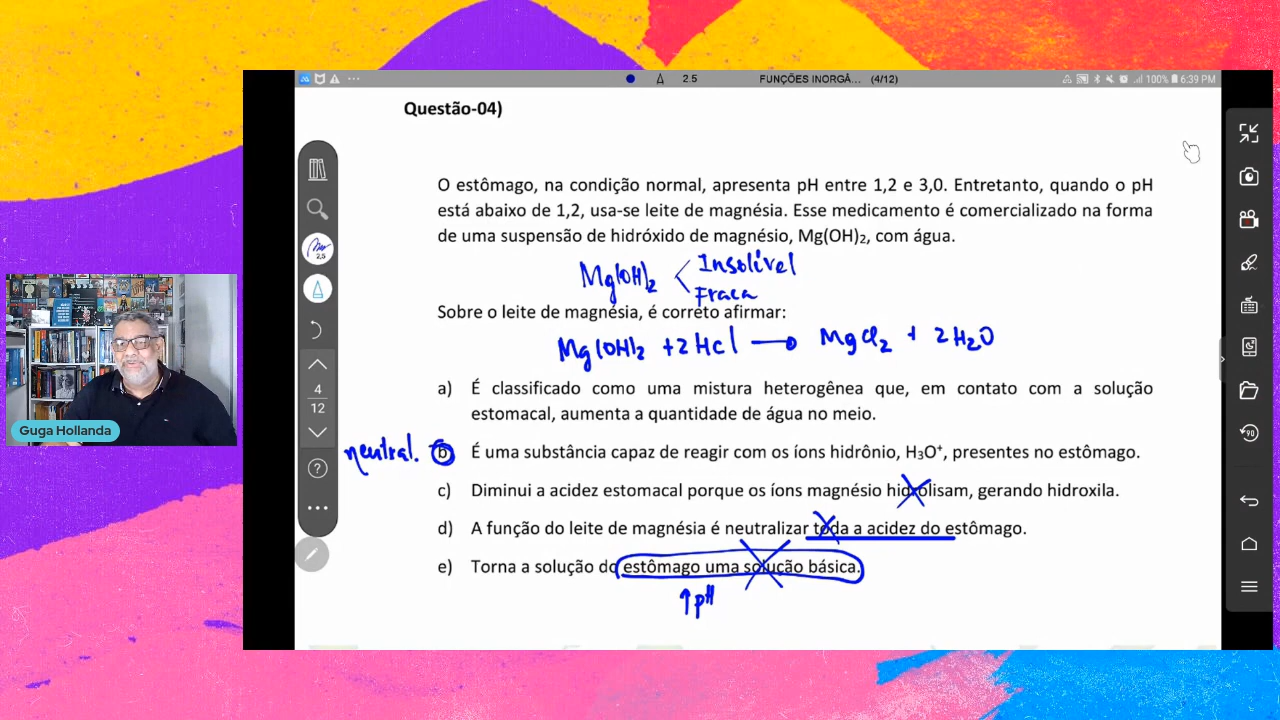 2.5
FUNÇÕES INORGÂ... (4/12)
100% 6:39 PM
Questão-04)
O estômago, na condição normal, apresenta pH entre 1,2 e 3,0. Entretanto, quando o pH
está abaixo de 1,2, usa-se leite de magnésia. Esse medicamento é comercializado na forma
de uma suspensão de hidróxido de magnésio, Mg(OH)₂, com água.
Mg(OH)₂ < Insolúvel
Fraca
Sobre o leite de magnésia, é correto afirmar:
Mg(OH)₂ + 2HCl → MgCl₂ + 2H₂O
a) É classificado como uma mistura heterogênea que, em contato com a solução
estomacal, aumenta a quantidade de água no meio.
neutral. b) É uma substância capaz de reagir com os íons hidrônio, H₃O⁺, presentes no estômago.
c) Diminui a acidez estomacal porque os íons magnésio hidrolisam, gerando hidroxila.
d) A função do leite de magnésia é neutralizar toda a acidez do estômago.
e) Torna a solução do estômago uma solução básica.
↑pH
2,5
4
12
90
Guga Hollanda